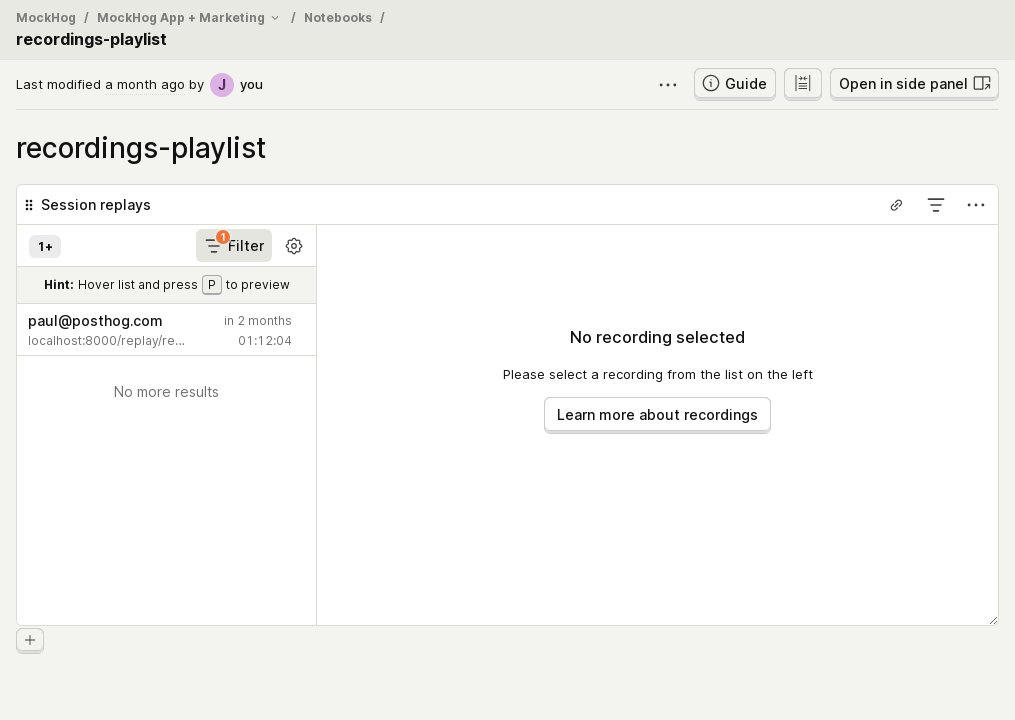 MockHog / MockHog App + Marketing / Notebooks /
recordings-playlist
Last modified a month ago by J you
Guide
Open in side panel
recordings-playlist
Session replays
1+
1
Filter
Hint: Hover list and press P to preview
paul@posthog.com in 2 months
localhost:8000/replay/re... 01:12:04
No more results
No recording selected
Please select a recording from the list on the left
Learn more about recordings